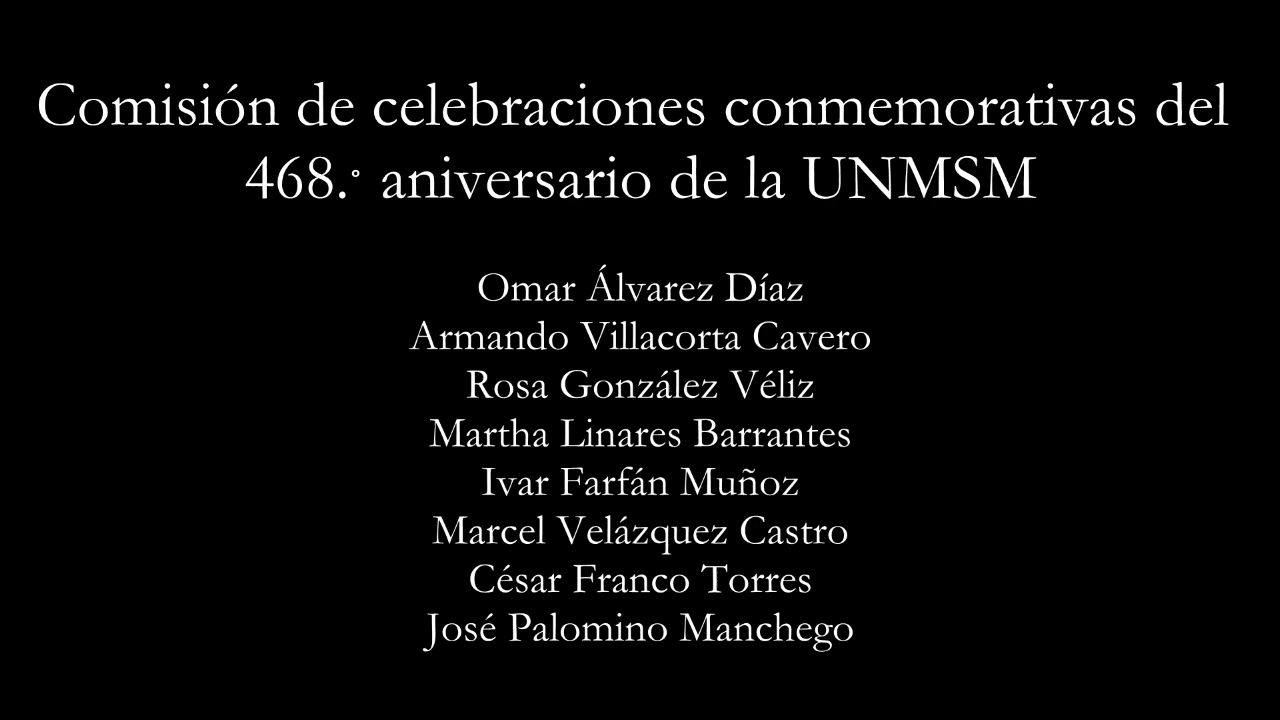 Comisión de celebraciones conmemorativas del
468.° aniversario de la UNMSM
Omar Álvarez Díaz
Armando Villacorta Cavero
Rosa González Véliz
Martha Linares Barrantes
Ivar Farfán Muñoz
Marcel Velázquez Castro
César Franco Torres
José Palomino Manchego